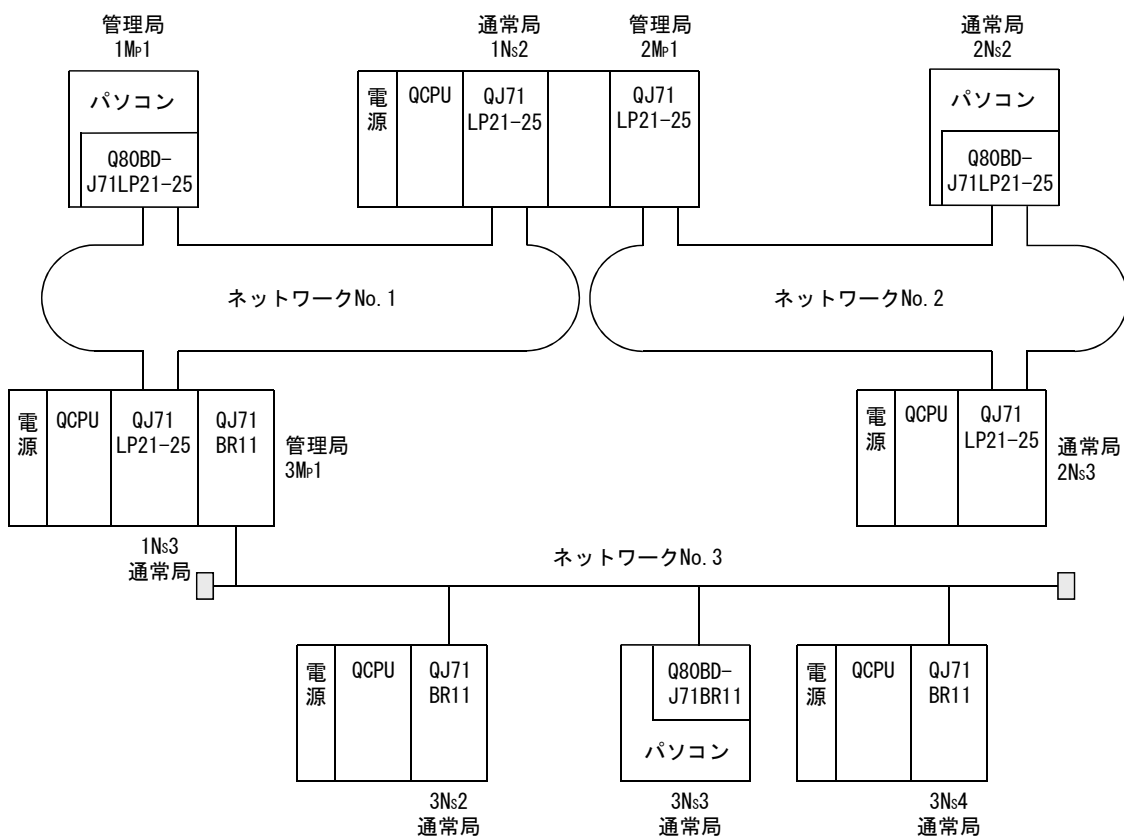 管理局
1MP1
通常局
1NS2
管理局
2MP1
通常局
2NS2
パソコン
Q80BD-
J71LP21-25
電源
QCPU
QJ71
LP21-25
QJ71
LP21-25
パソコン
Q80BD-
J71LP21-25
ネットワークNo.1
ネットワークNo.2
電源
QCPU
QJ71
LP21-25
QJ71
BR11
管理局
3MP1
電源
QCPU
QJ71
LP21-25
通常局
2NS3
1NS3
通常局
ネットワークNo.3
電源
QCPU
QJ71
BR11
Q80BD-
J71BR11
パソコン
電源
QCPU
QJ71
BR11
3NS2
通常局
3NS3
通常局
3NS4
通常局